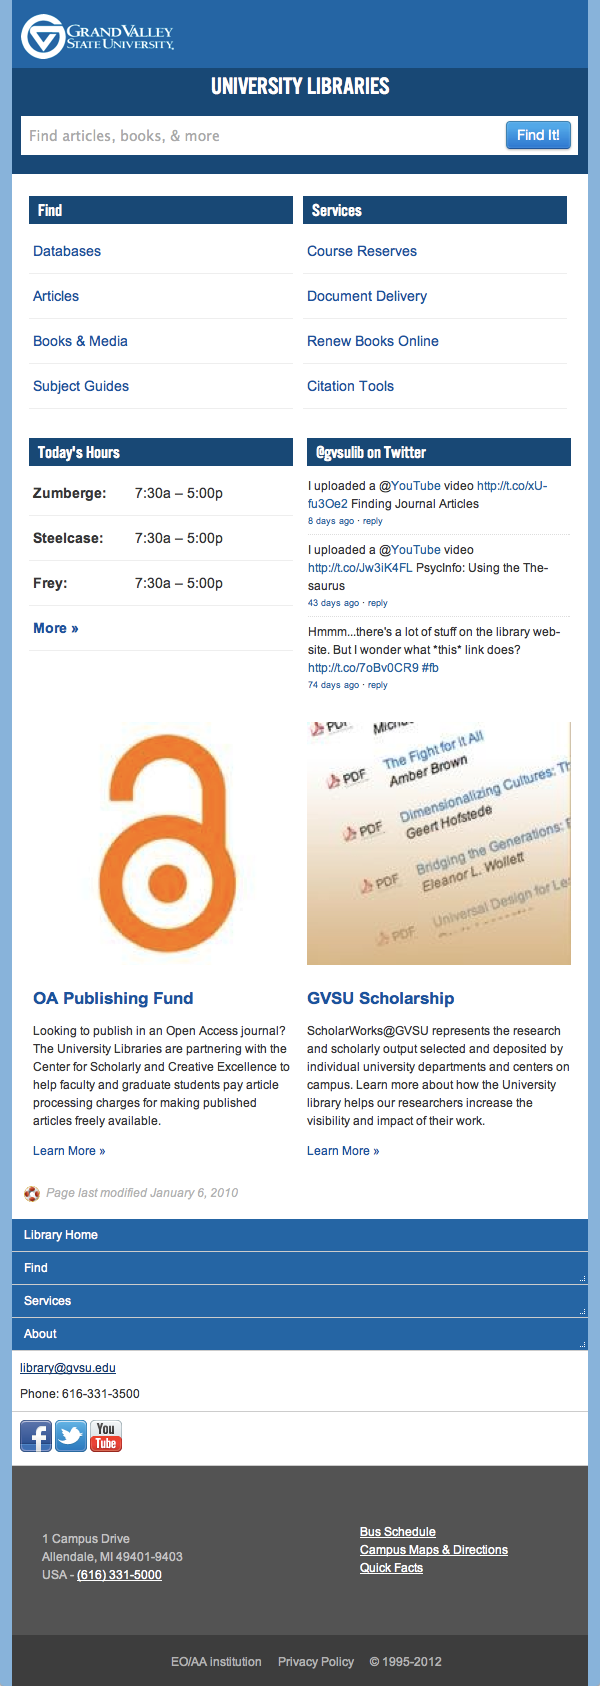 GRANDVALLEY
STATE UNIVERSITY.
UNIVERSITY LIBRARIES
Find articles, books, & more
Find It!
Find
Databases
Articles
Books & Media
Subject Guides
Services
Course Reserves
Document Delivery
Renew Books Online
Citation Tools
Today's Hours
Zumberge: 7:30a – 5:00p
Steelcase: 7:30a – 5:00p
Frey: 7:30a – 5:00p
More »
@gvsulib on Twitter
I uploaded a @YouTube video http://t.co/xU-
fu3Oe2 Finding Journal Articles
8 days ago · reply
I uploaded a @YouTube video
http://t.co/Jw3iK4FL PsycInfo: Using the The-
saurus
43 days ago · reply
Hmmm...there's a lot of stuff on the library web-
site. But I wonder what *this* link does?
http://t.co/7oBv0CR9 #fb
74 days ago · reply
PDF
The Fight for it All
Amber Brown
PDF
Dimensionalizing Cultures: Th
Geert Hofstede
PDF
Bridging the Generations:
Eleanor L. Wollett
PDF
Universal Design for Le
PDF
OA Publishing Fund
Looking to publish in an Open Access journal?
The University Libraries are partnering with the
Center for Scholarly and Creative Excellence to
help faculty and graduate students pay article
processing charges for making published
articles freely available.
Learn More »
GVSU Scholarship
ScholarWorks@GVSU represents the research
and scholarly output selected and deposited by
individual university departments and centers on
campus. Learn more about how the University
library helps our researchers increase the
visibility and impact of their work.
Learn More »
Page last modified January 6, 2010
Library Home
Find
Services
About
library@gvsu.edu
Phone: 616-331-3500
You
Tube
1 Campus Drive
Allendale, MI 49401-9403
USA - (616) 331-5000
Bus Schedule
Campus Maps & Directions
Quick Facts
EO/AA institution Privacy Policy © 1995-2012